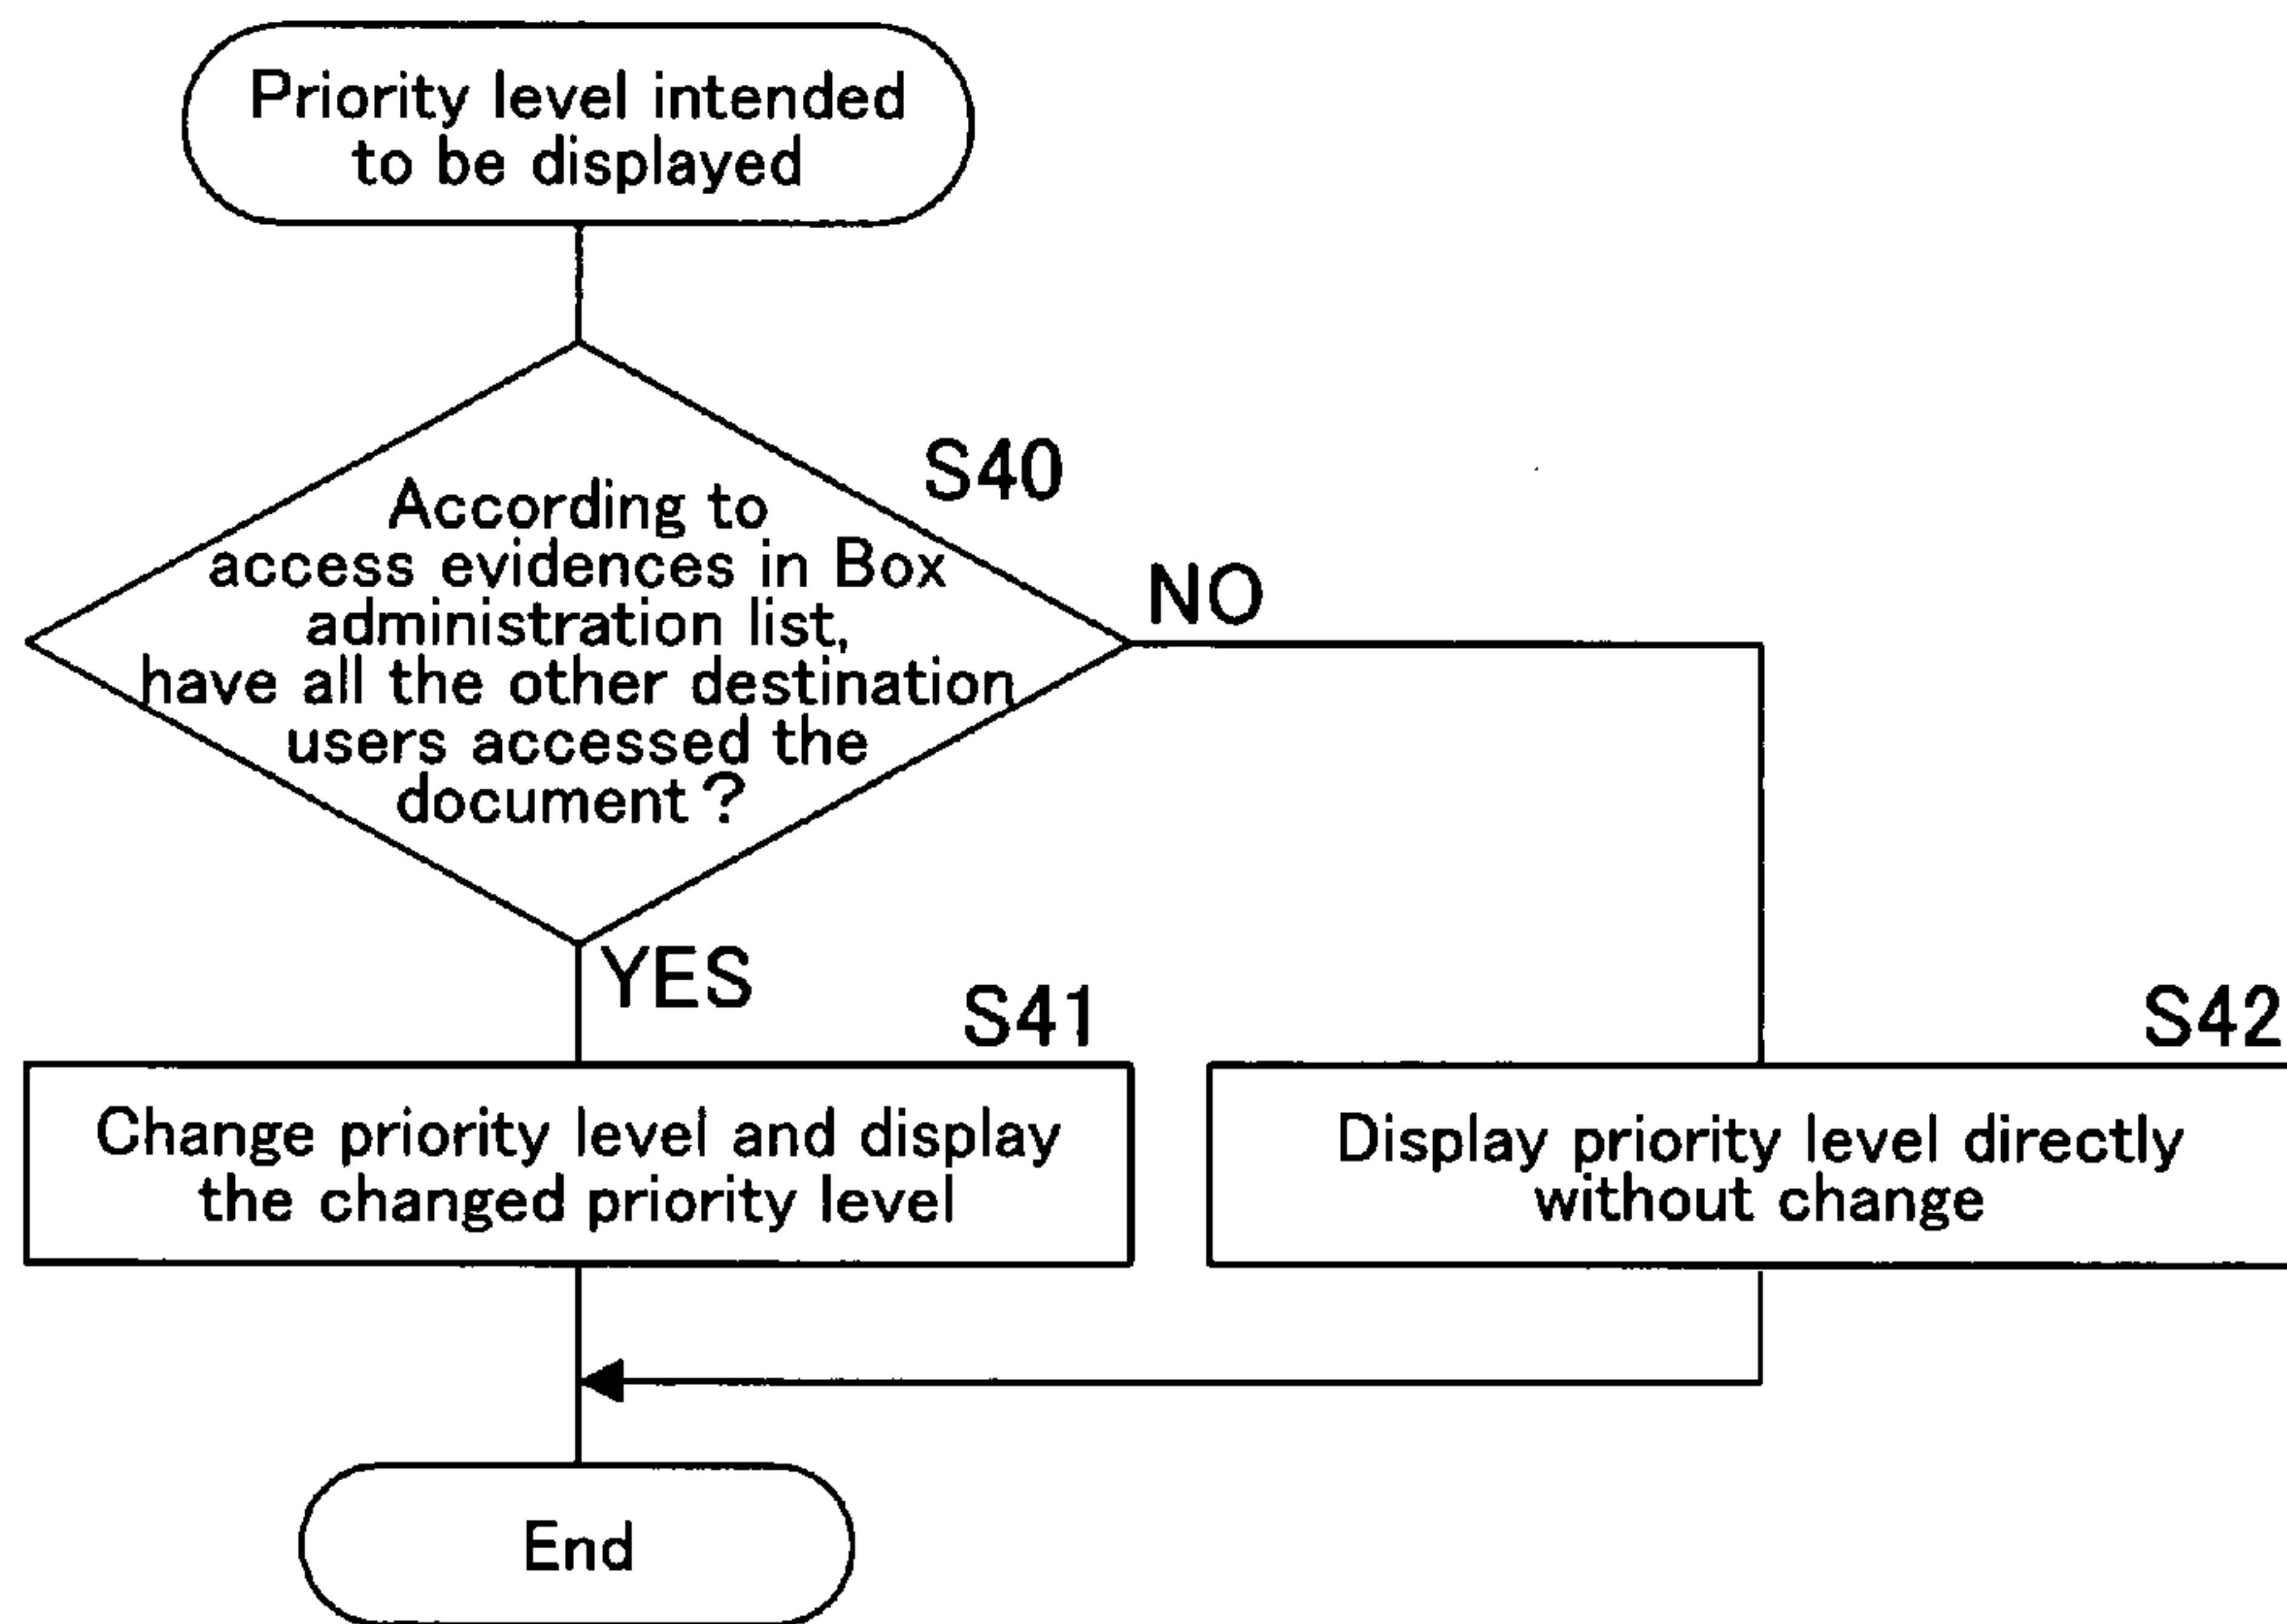 Priority level intended
to be displayed
S40
According to
access evidences in Box
administration list,
have all the other destination
users accessed the
document?
NO
YES
S41
S42
Change priority level and display
the changed priority level
Display priority level directly
without change
End